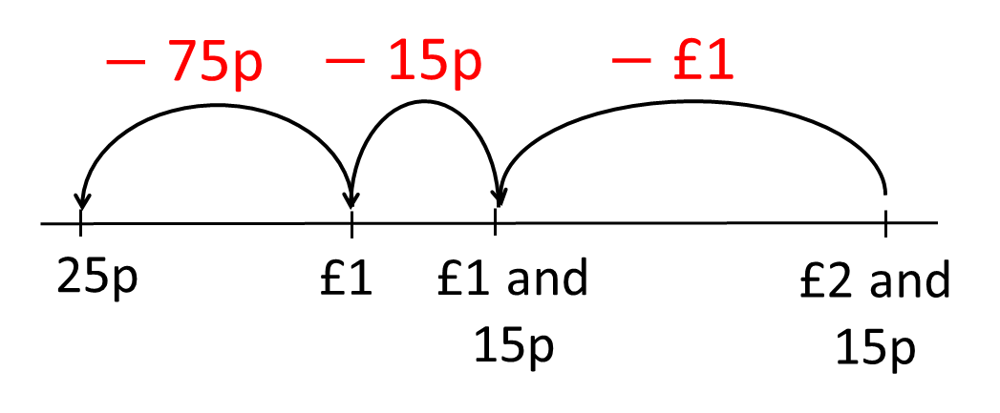 — 75p — 15p — £1
25p £1 £1 and £2 and
15p 15p